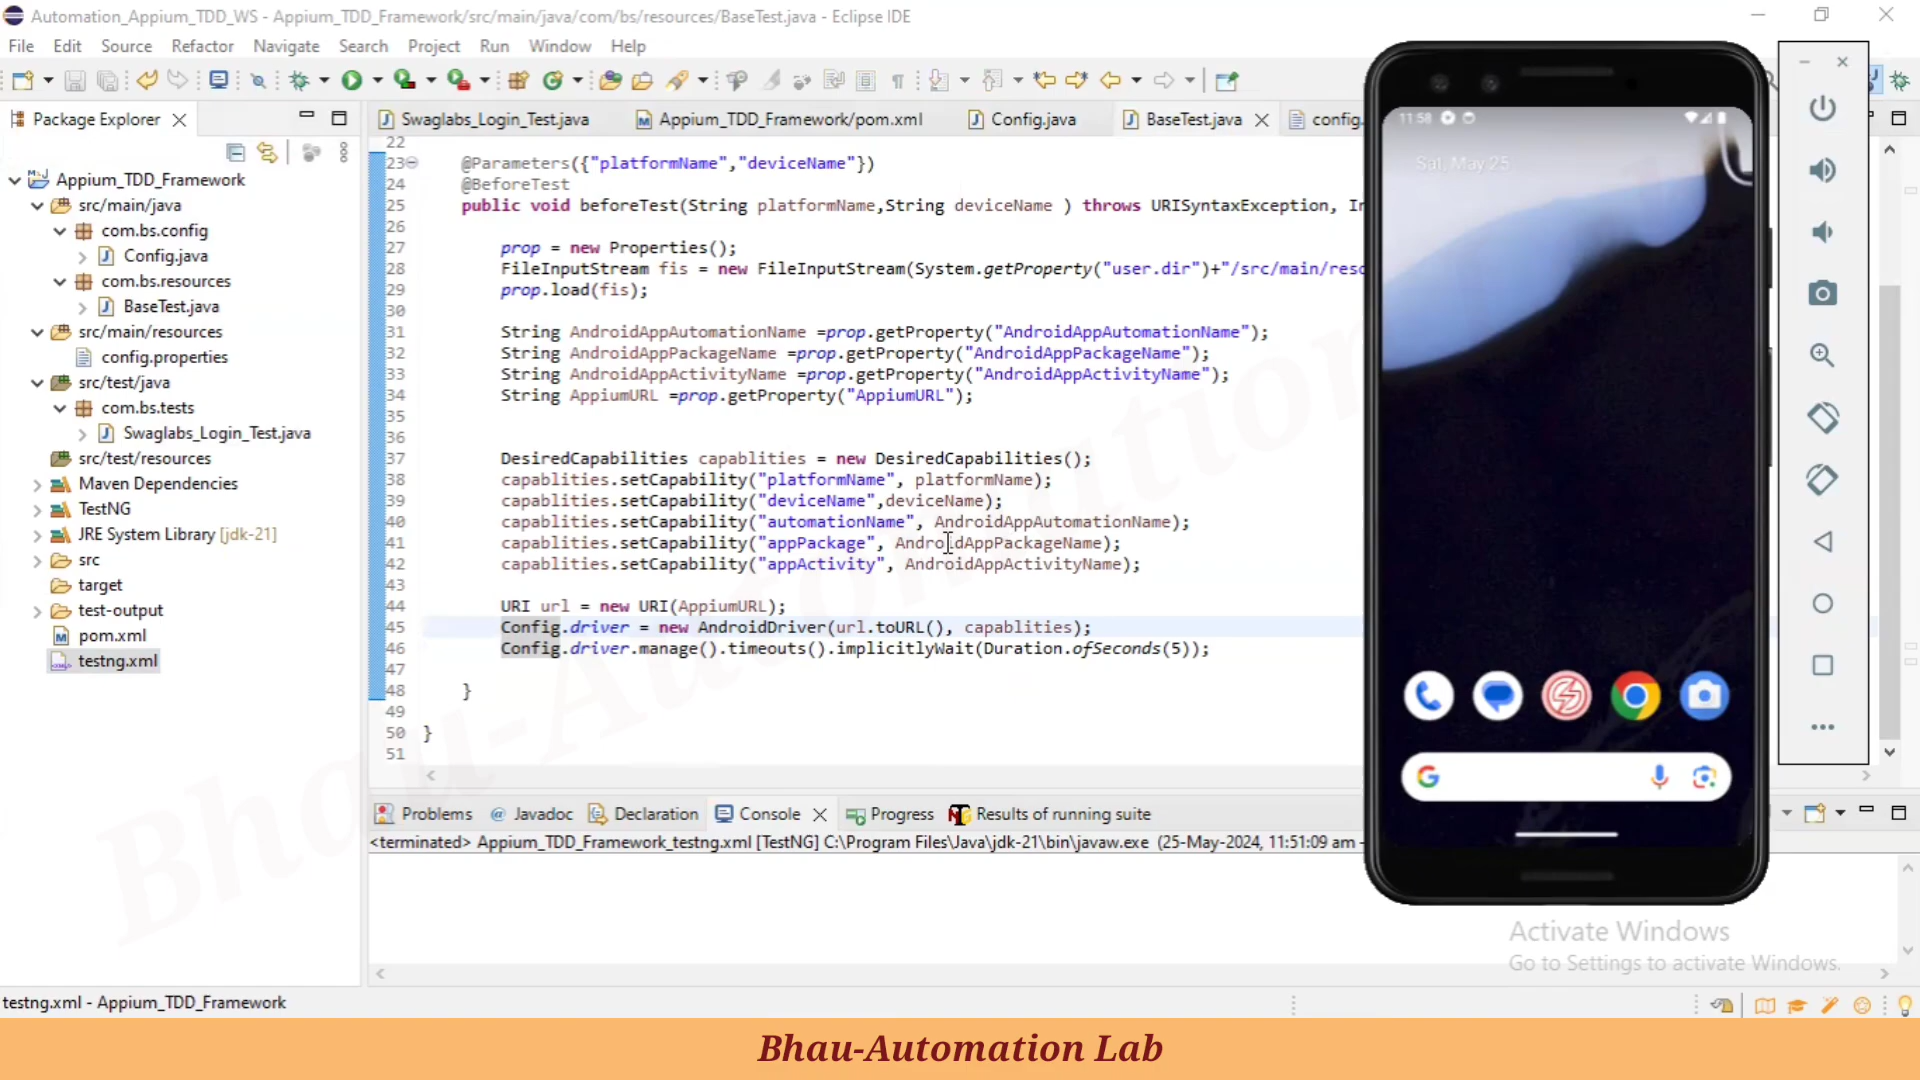 Automation_Appium_TDD_WS - Appium_TDD_Framework/src/main/java/com/bs/resources/BaseTest.java - Eclipse IDE
File Edit Source Refactor Navigate Search Project Run Window Help
Package Explorer
Swaglabs_Login_Test.java
Appium_TDD_Framework/pom.xml
Config.java
BaseTest.java
config.
Appium_TDD_Framework
src/main/java
com.bs.config
Config.java
com.bs.resources
BaseTest.java
src/main/resources
config.properties
src/test/java
com.bs.tests
Swaglabs_Login_Test.java
src/test/resources
Maven Dependencies
TestNG
JRE System Library [jdk-21]
src
target
test-output
pom.xml
testng.xml
22
23 @Parameters({"platformName","deviceName"})
24 @BeforeTest
25 public void beforeTest(String platformName,String deviceName ) throws URISyntaxException,
26
27 prop = new Properties();
28 FileInputStream fis = new FileInputStream(System.getProperty("user.dir")+"/src/main/reso
29 prop.load(fis);
30
31 String AndroidAppAutomationName =prop.getProperty("AndroidAppAutomationName");
32 String AndroidAppPackageName =prop.getProperty("AndroidAppPackageName");
33 String AndroidAppActivityName =prop.getProperty("AndroidAppActivityName");
34 String AppiumURL =prop.getProperty("AppiumURL");
35
36
37 DesiredCapabilities capablities = new DesiredCapabilities();
38 capablities.setCapability("platformName", platformName);
39 capablities.setCapability("deviceName",deviceName);
40 capablities.setCapability("automationName", AndroidAppAutomationName);
41 capablities.setCapability("appPackage", AndroidAppPackageName);
42 capablities.setCapability("appActivity", AndroidAppActivityName);
43
44 URI url = new URI(AppiumURL);
45 Config.driver = new AndroidDriver(url.toURL(), capablities);
46 Config.driver.manage().timeouts().implicitlyWait(Duration.ofSeconds(5));
47
48 }
49
50 }
51
Bhau-Automation
11:58
Sat, May 25
Problems Javadoc Declaration Console Progress Results of running suite
<terminated> Appium_TDD_Framework_testng.xml [TestNG] C:\Program Files\Java\jdk-21\bin\javaw.exe (25-May-2024, 11:51:09 am -
Activate Windows
Go to Settings to activate Windows.
testng.xml - Appium_TDD_Framework
Bhau-Automation Lab